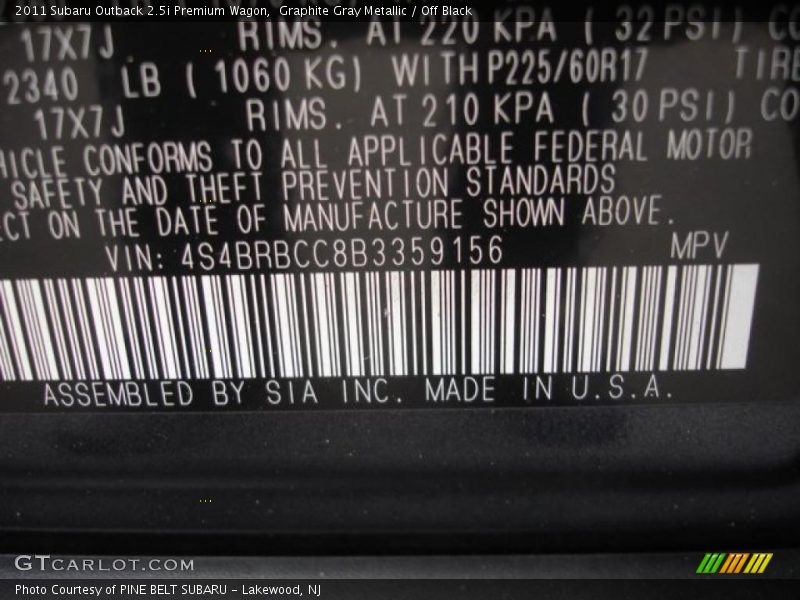 2011 Subaru Outback 2.5i Premium Wagon, Graphite Gray Metallic / Off Black
17X7J RIMS. AT 220 KPA ( 32 PSI) CO
2340 LB ( 1060 KG) WITH P225/60R17 TIRE
17X7J RIMS. AT 210 KPA ( 30 PSI) CO
HICLE CONFORMS TO ALL APPLICABLE FEDERAL MOTOR
SAFETY AND THEFT PREVENTION STANDARDS
ECT ON THE DATE OF MANUFACTURE SHOWN ABOVE.
VIN: 4S4BRBCC8B3359156 MPV
ASSEMBLED BY SIA INC. MADE IN U.S.A.
GTCARLOT.COM
Photo Courtesy of PINE BELT SUBARU - Lakewood, NJ